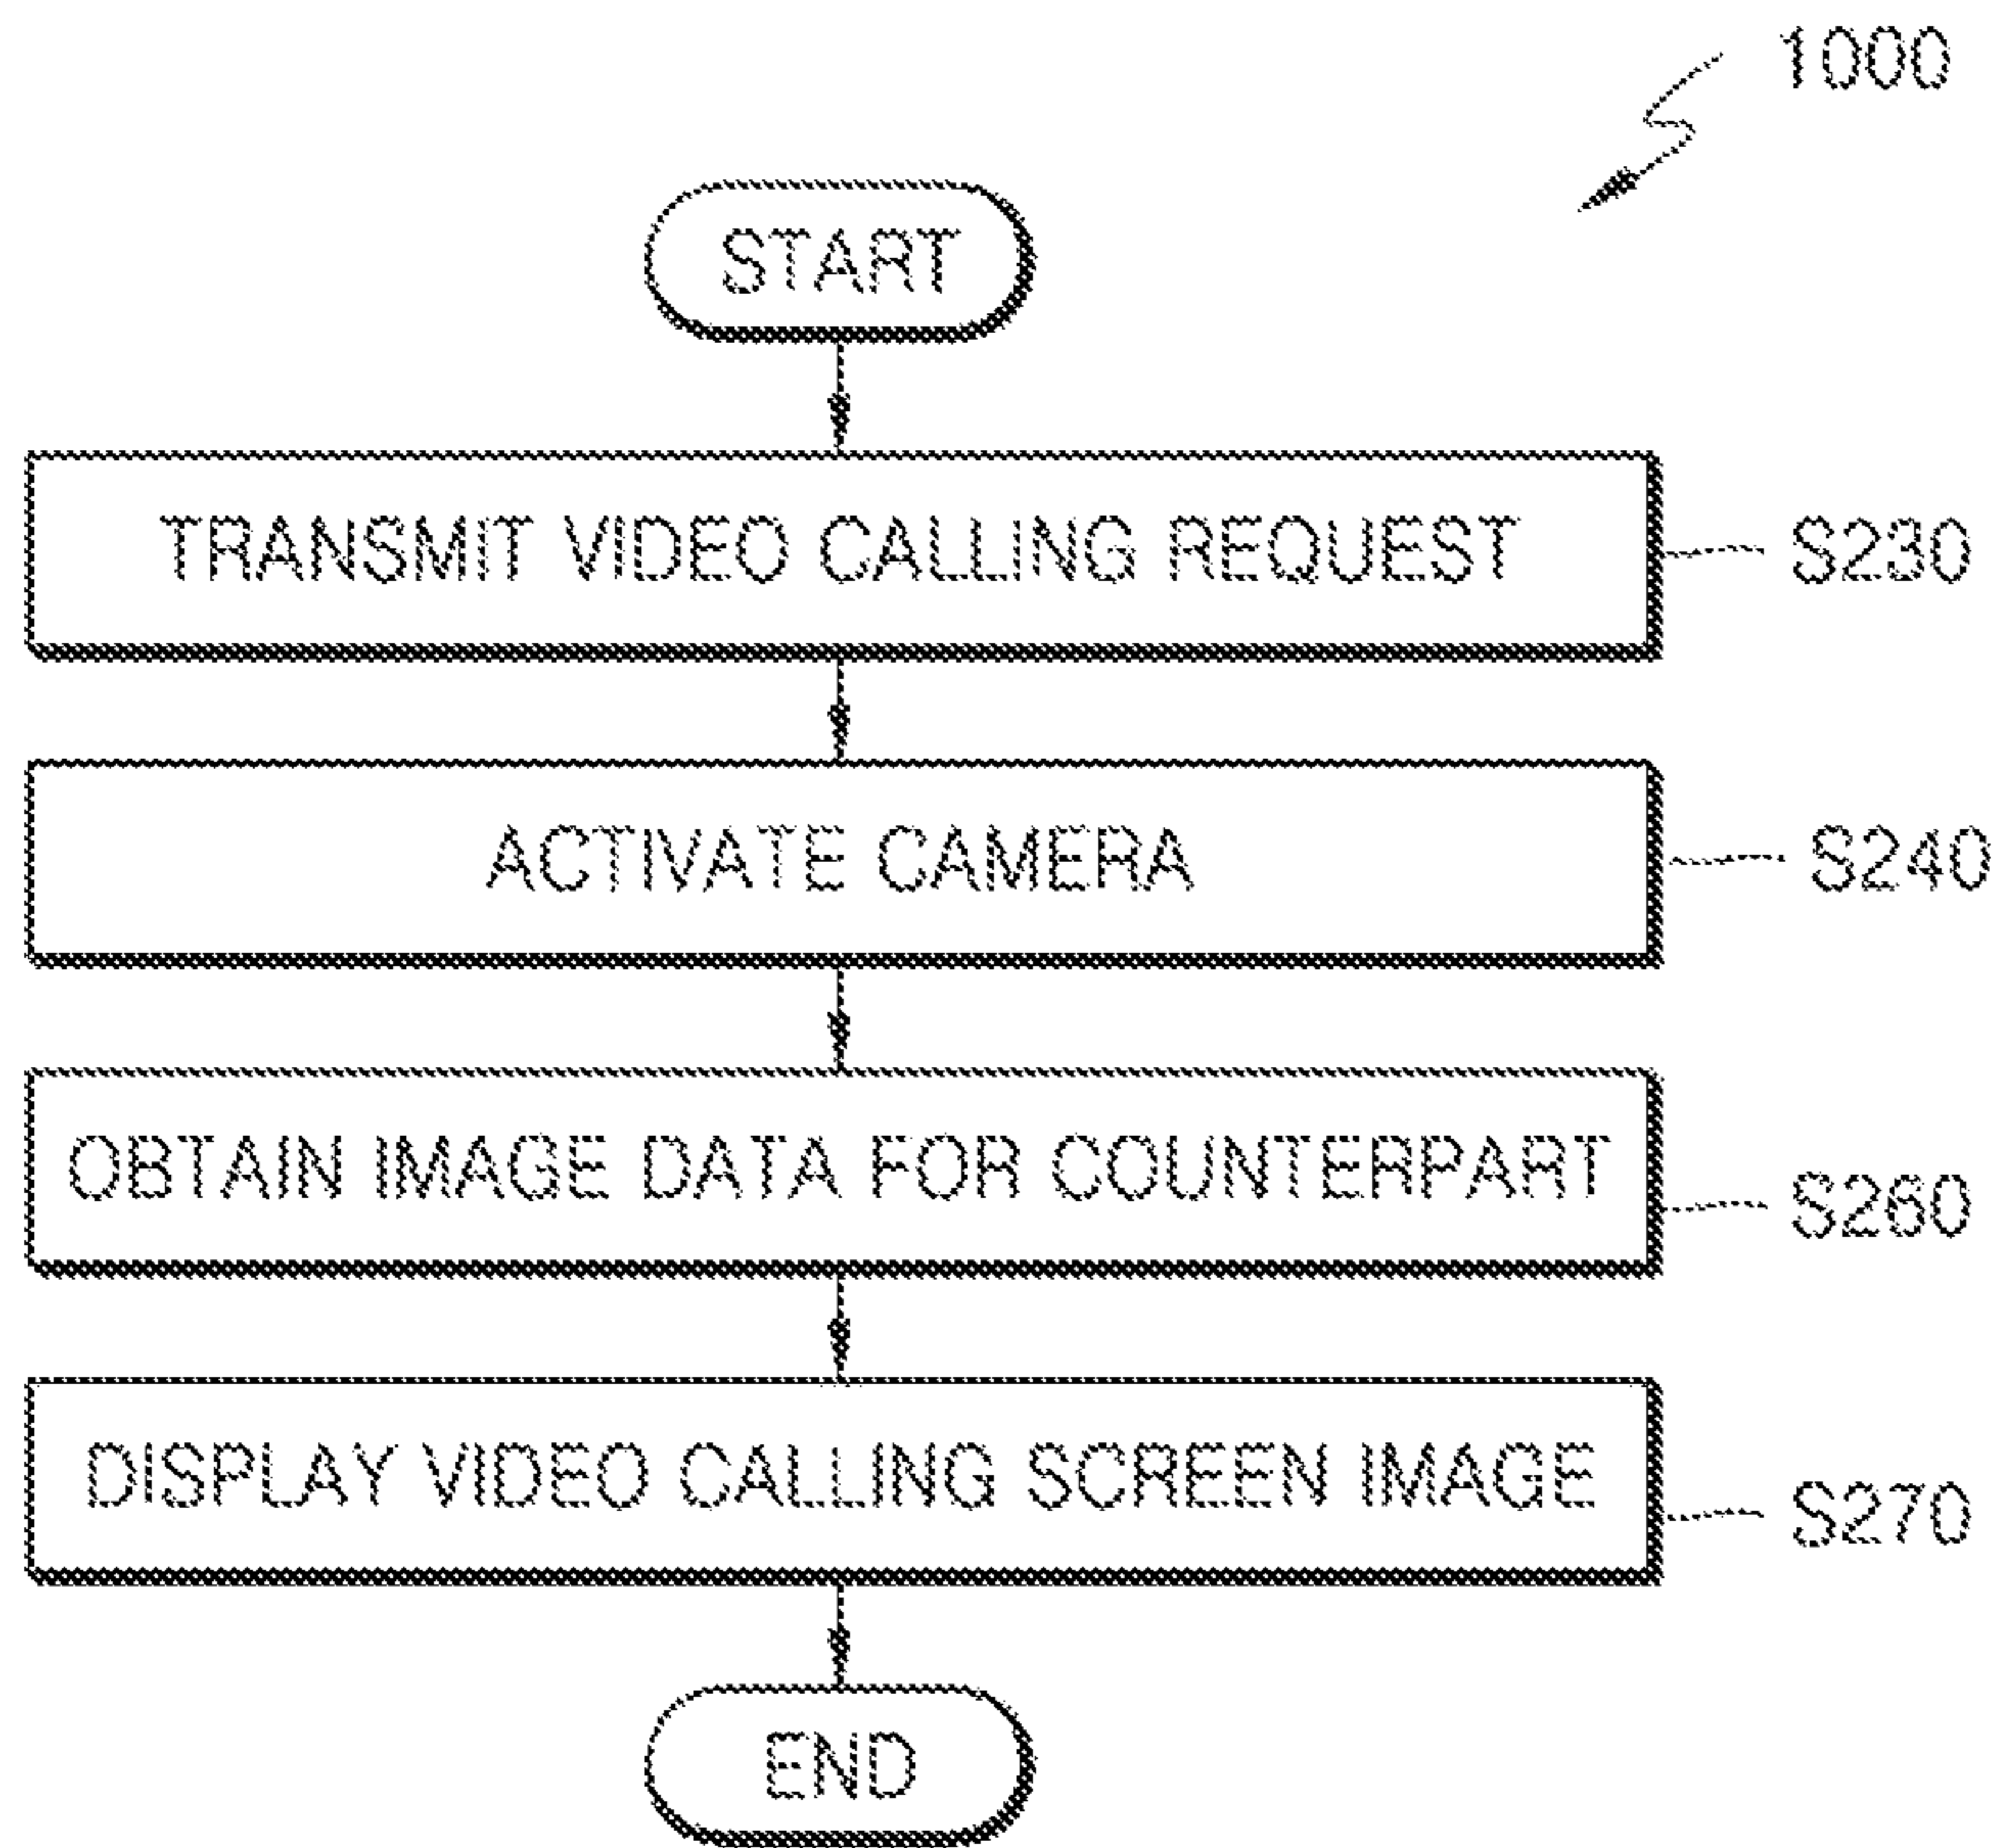 1000
START
TRANSMIT VIDEO CALLING REQUEST
S230
ACTIVATE CAMERA
S240
OBTAIN IMAGE DATA FOR COUNTERPART
S260
DISPLAY VIDEO CALLING SCREEN IMAGE
S270
END